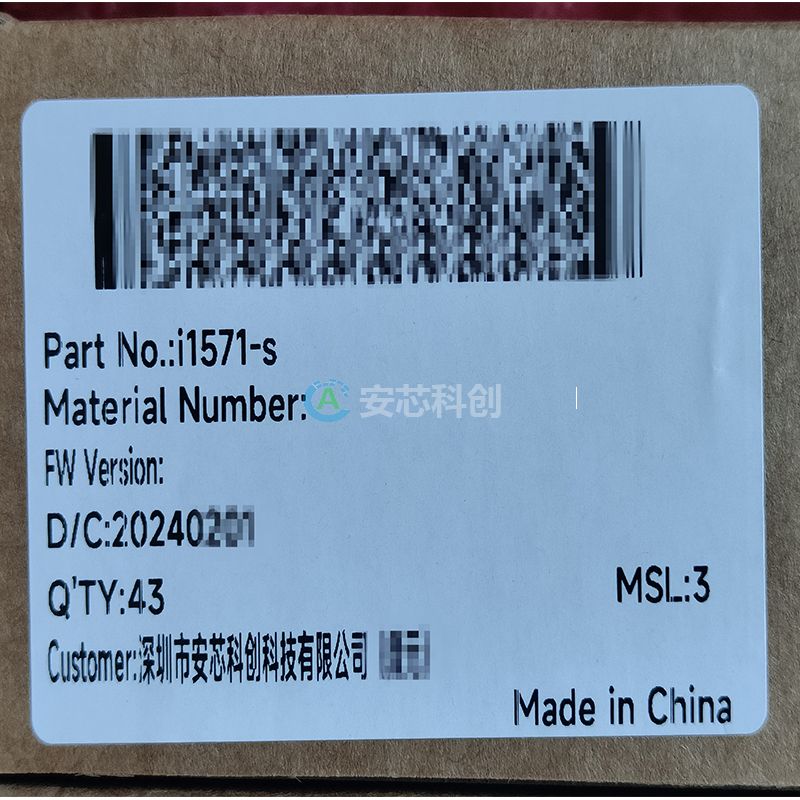 Part No.:i1571-s
Material Number:
安芯科创
FW Version:
D/C:20240201
Q'TY:43
MSL:3
Customer:深圳市安芯科创科技有限公司
Made in China